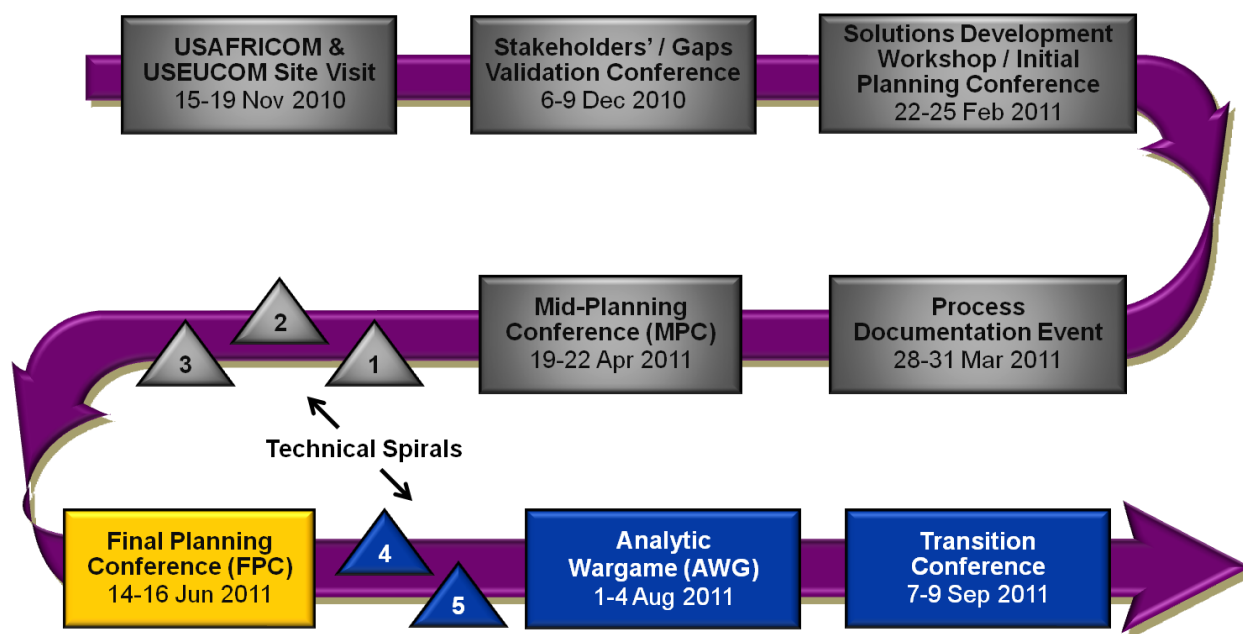 USAFRICOM &
USEUCOM Site Visit
15-19 Nov 2010
Stakeholders' / Gaps
Validation Conference
6-9 Dec 2010
Solutions Development
Workshop / Initial
Planning Conference
22-25 Feb 2011
Process
Documentation Event
28-31 Mar 2011
Mid-Planning
Conference (MPC)
19-22 Apr 2011
1
2
3
Technical Spirals
Final Planning
Conference (FPC)
14-16 Jun 2011
4
5
Analytic
Wargame (AWG)
1-4 Aug 2011
Transition
Conference
7-9 Sep 2011